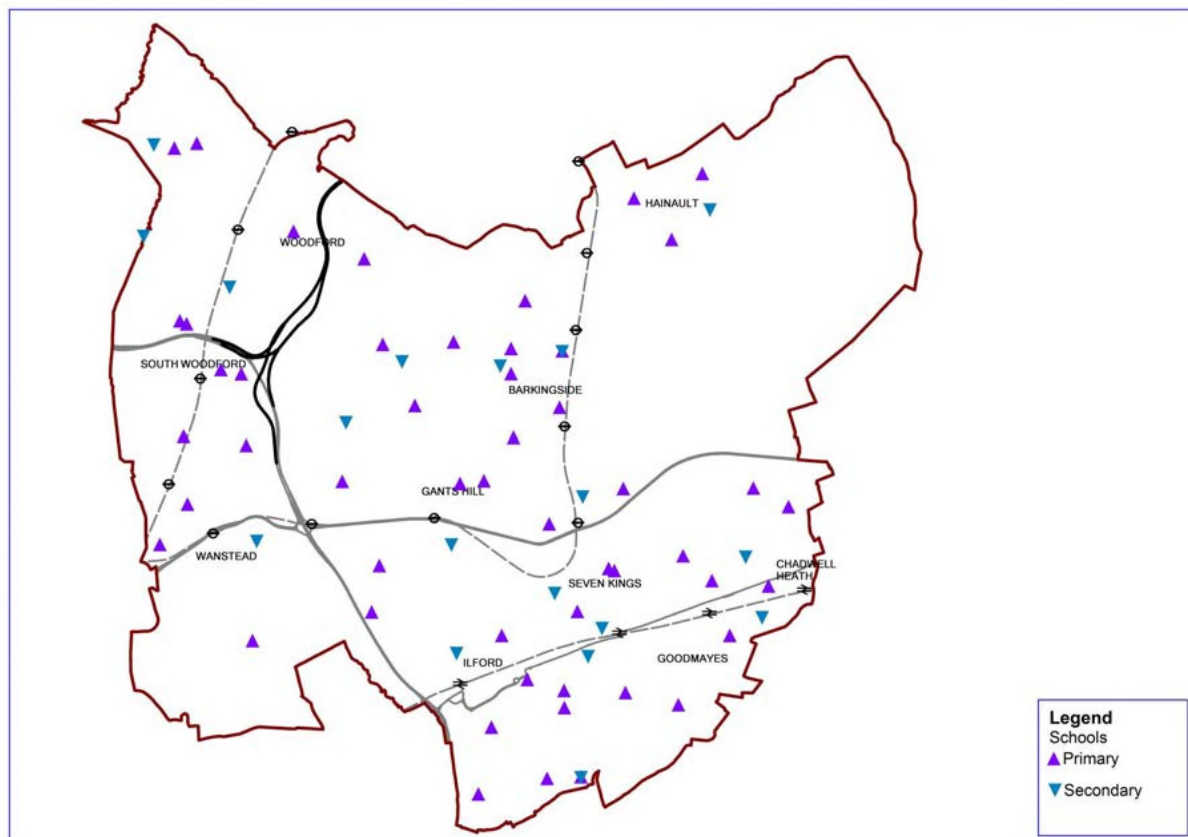 HAINAULT
WOODFORD
SOUTH WOODFORD
BARKINGSIDE
GANTS HILL
WANSTEAD
SEVEN KINGS
CHADWELL
HEATH
ILFORD
GOODMAYES
Legend
Schools
Primary
Secondary